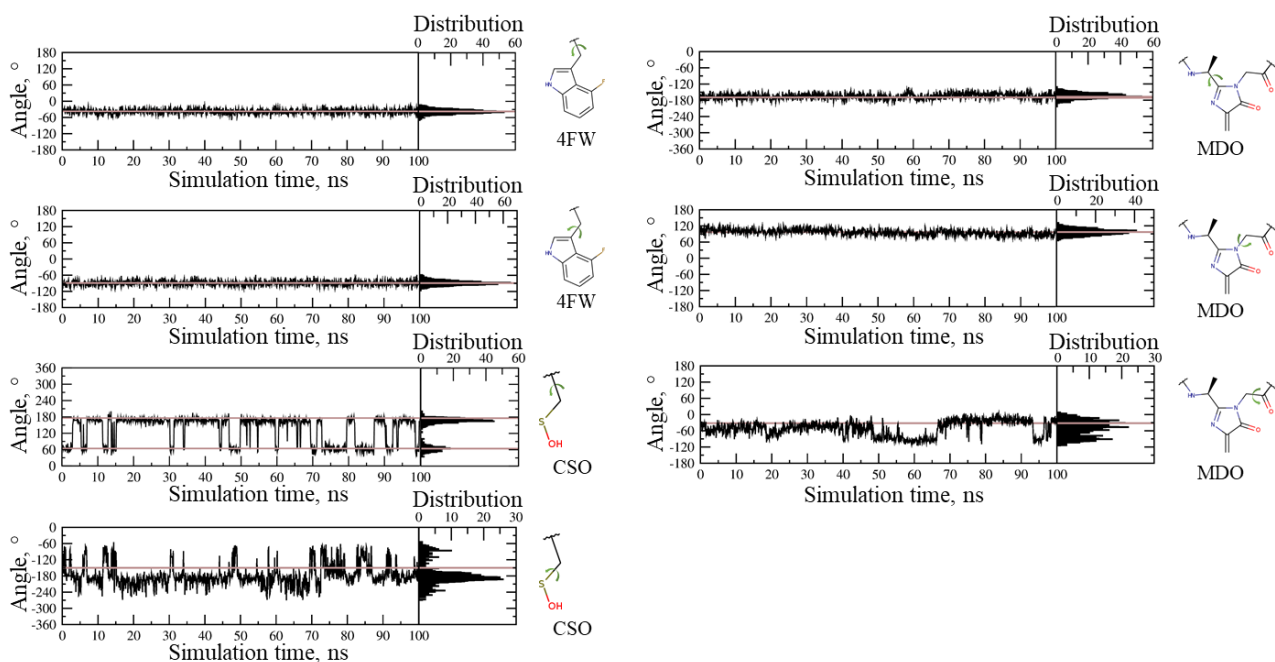 Distribution
0 20 40 60
Angle, °
180
120
60
0
-60
-120
-180
0 10 20 30 40 50 60 70 80 90 100
Simulation time, ns
NH
F
4FW
Distribution
0 20 40 60
Angle, °
180
120
60
0
-60
-120
-180
0 10 20 30 40 50 60 70 80 90 100
Simulation time, ns
NH
F
4FW
Distribution
0 20 40 60
Angle, °
360
300
240
180
120
60
0
0 10 20 30 40 50 60 70 80 90 100
Simulation time, ns
S
OH
CSO
Distribution
0 10 20 30
Angle, °
0
-60
-120
-180
-240
-300
-360
0 10 20 30 40 50 60 70 80 90 100
Simulation time, ns
S
OH
CSO
Distribution
0 20 40 60
Angle, °
0
-60
-120
-180
-240
-300
-360
0 10 20 30 40 50 60 70 80 90 100
Simulation time, ns
NH
N
N
O
O
MDO
Distribution
0 20 40
Angle, °
180
120
60
0
-60
-120
-180
0 10 20 30 40 50 60 70 80 90 100
Simulation time, ns
NH
N
N
O
O
MDO
Distribution
0 10 20 30
Angle, °
180
120
60
0
-60
-120
-180
0 10 20 30 40 50 60 70 80 90 100
Simulation time, ns
NH
N
N
O
O
MDO